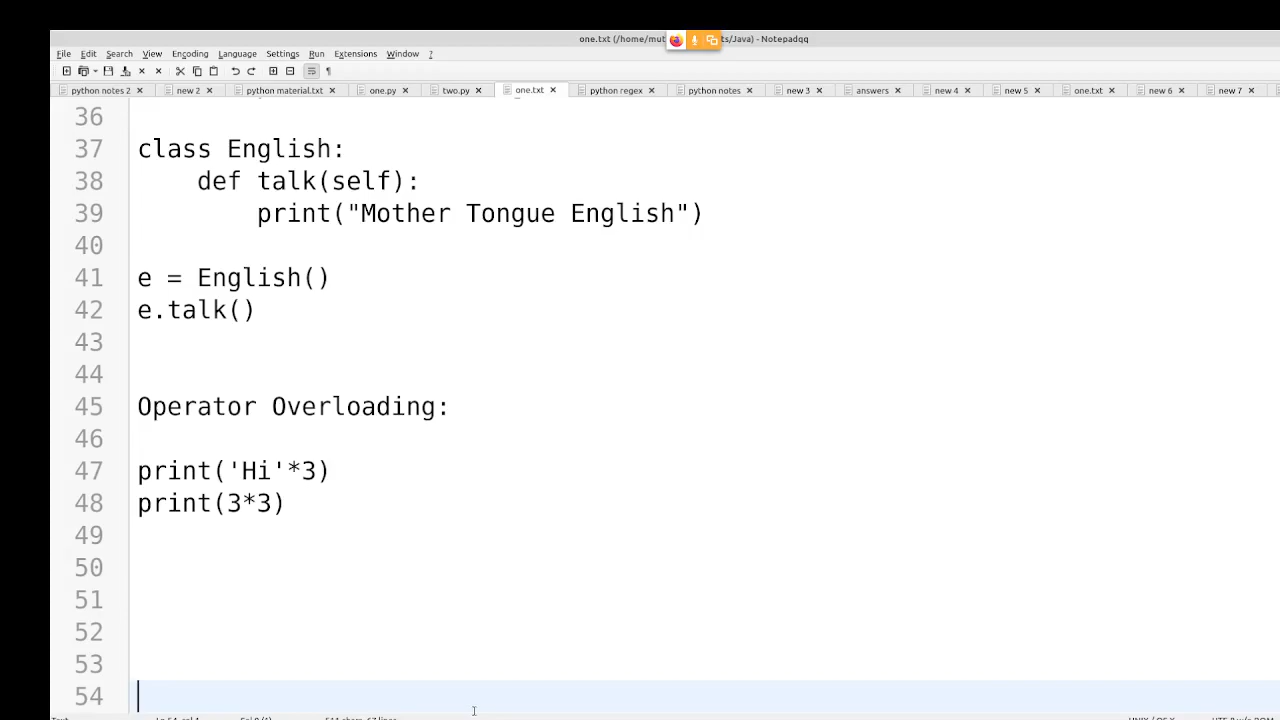 one.txt (/home/mut ts/Java) - Notepadqq
File Edit Search View Encoding Language Settings Run Extensions Window ?
python notes 2 new 2 python material.txt one.py two.py one.txt python regex python notes new 3 answers new 4 new 5 one.txt new 6 new 7
36
37 class English:
38 def talk(self):
39 print("Mother Tongue English")
40
41 e = English()
42 e.talk()
43
44
45 Operator Overloading:
46
47 print('Hi'*3)
48 print(3*3)
49
50
51
52
53
54